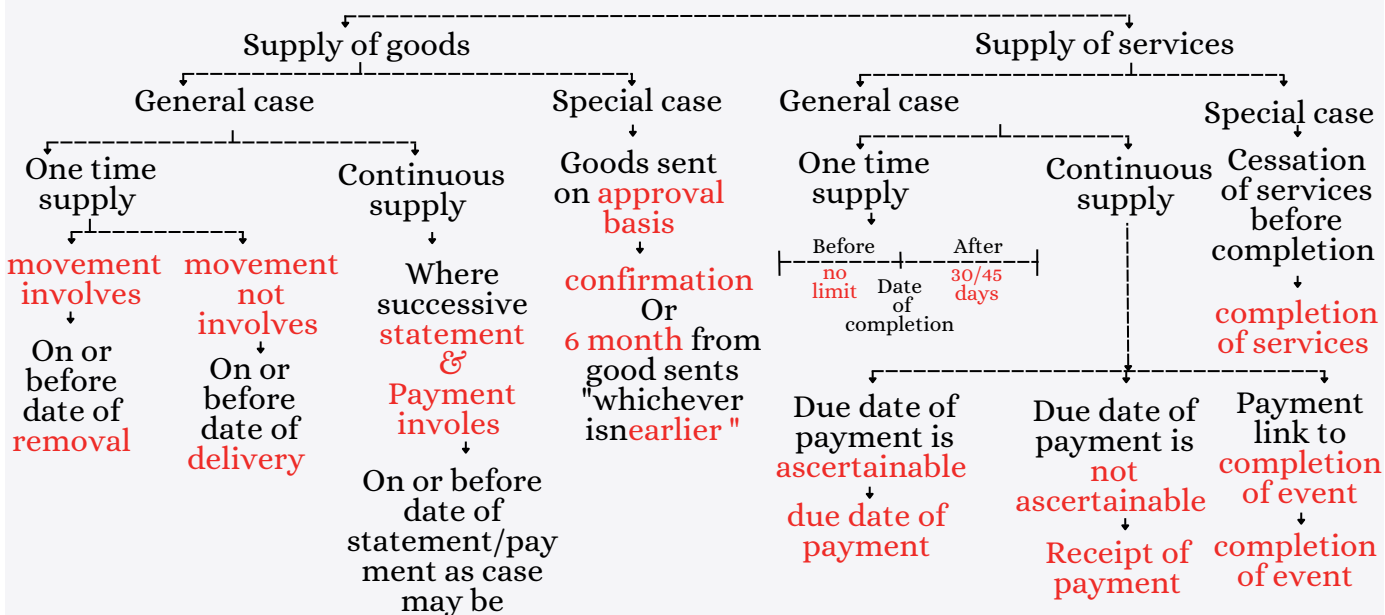 Supply of goods
General case
One time
supply
movement
involves
On or
before
date of
removal
movement
not
involves
On or
before
date of
delivery
Continuous
supply
Where
successive
statement
&
Payment
involes
On or before
date of
statement/pay
ment as case
may be
Special case
Goods sent
on approval
basis
confirmation
Or
6 month from
good sents
"whichever
isnearlier "
Supply of services
General case
One time
supply
Before
no
limit
Date
of
completion
After
30/45
days
Continuous
supply
Due date of
payment is
ascertainable
due date of
payment
Due date of
payment is
not
ascertainable
Receipt of
payment
Payment
link to
completion
of event
completion
of event
Special case
Cessation
of services
before
completion
completion
of services